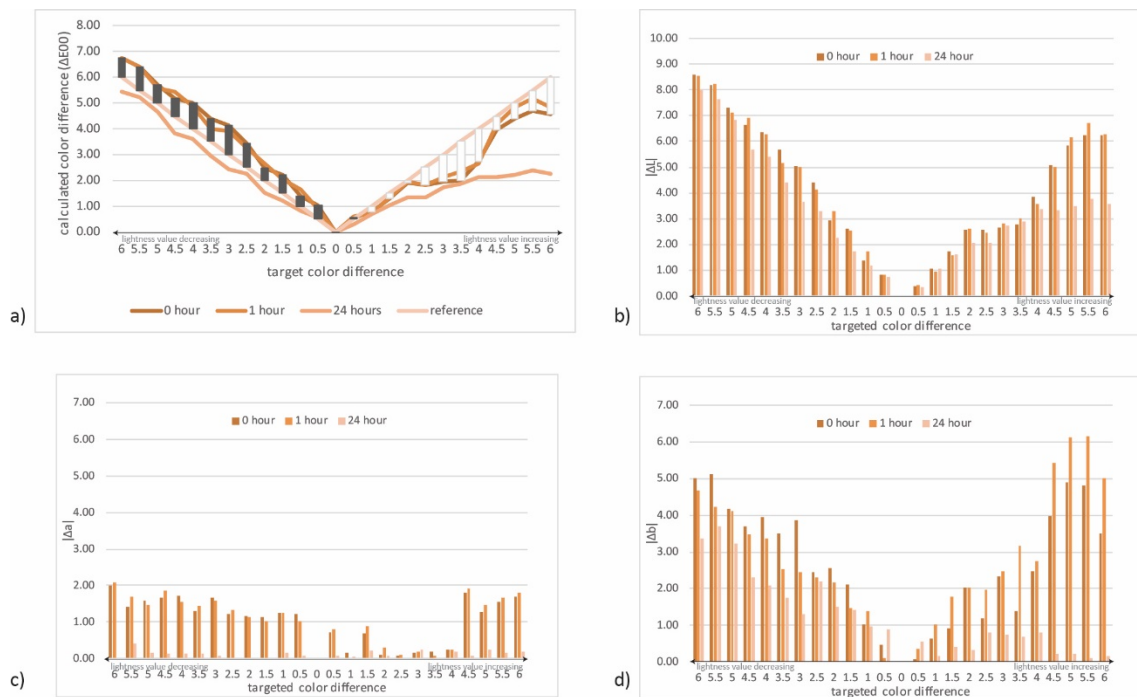 8.00
7.00
6.00
5.00
4.00
3.00
2.00
1.00
0.00
calculated color difference (ΔE00)
lightness value decreasing
lightness value increasing
6 5.5 5 4.5 4 3.5 3 2.5 2 1.5 1 0.5 0 0.5 1 1.5 2 2.5 3 3.5 4 4.5 5 5.5 6
target color difference
0 hour 1 hour 24 hours reference
a)
10.00
9.00
8.00
7.00
6.00
5.00
4.00
3.00
2.00
1.00
0.00
|ΔL|
0 hour 1 hour 24 hour
lightness value decreasing
lightness value increasing
6 5.5 5 4.5 4 3.5 3 2.5 2 1.5 1 0.5 0 0.5 1 1.5 2 2.5 3 3.5 4 4.5 5 5.5 6
targeted color difference
b)
7.00
6.00
5.00
4.00
3.00
2.00
1.00
0.00
|Δa|
0 hour 1 hour 24 hour
lightness value decreasing
lightness value increasing
6 5.5 5 4.5 4 3.5 3 2.5 2 1.5 1 0.5 0 0.5 1 1.5 2 2.5 3 3.5 4 4.5 5 5.5 6
targeted color difference
c)
7.00
6.00
5.00
4.00
3.00
2.00
1.00
0.00
|Δb|
0 hour 1 hour 24 hour
lightness value decreasing
lightness value increasing
6 5.5 5 4.5 4 3.5 3 2.5 2 1.5 1 0.5 0 0.5 1 1.5 2 2.5 3 3.5 4 4.5 5 5.5 6
targeted color difference
d)